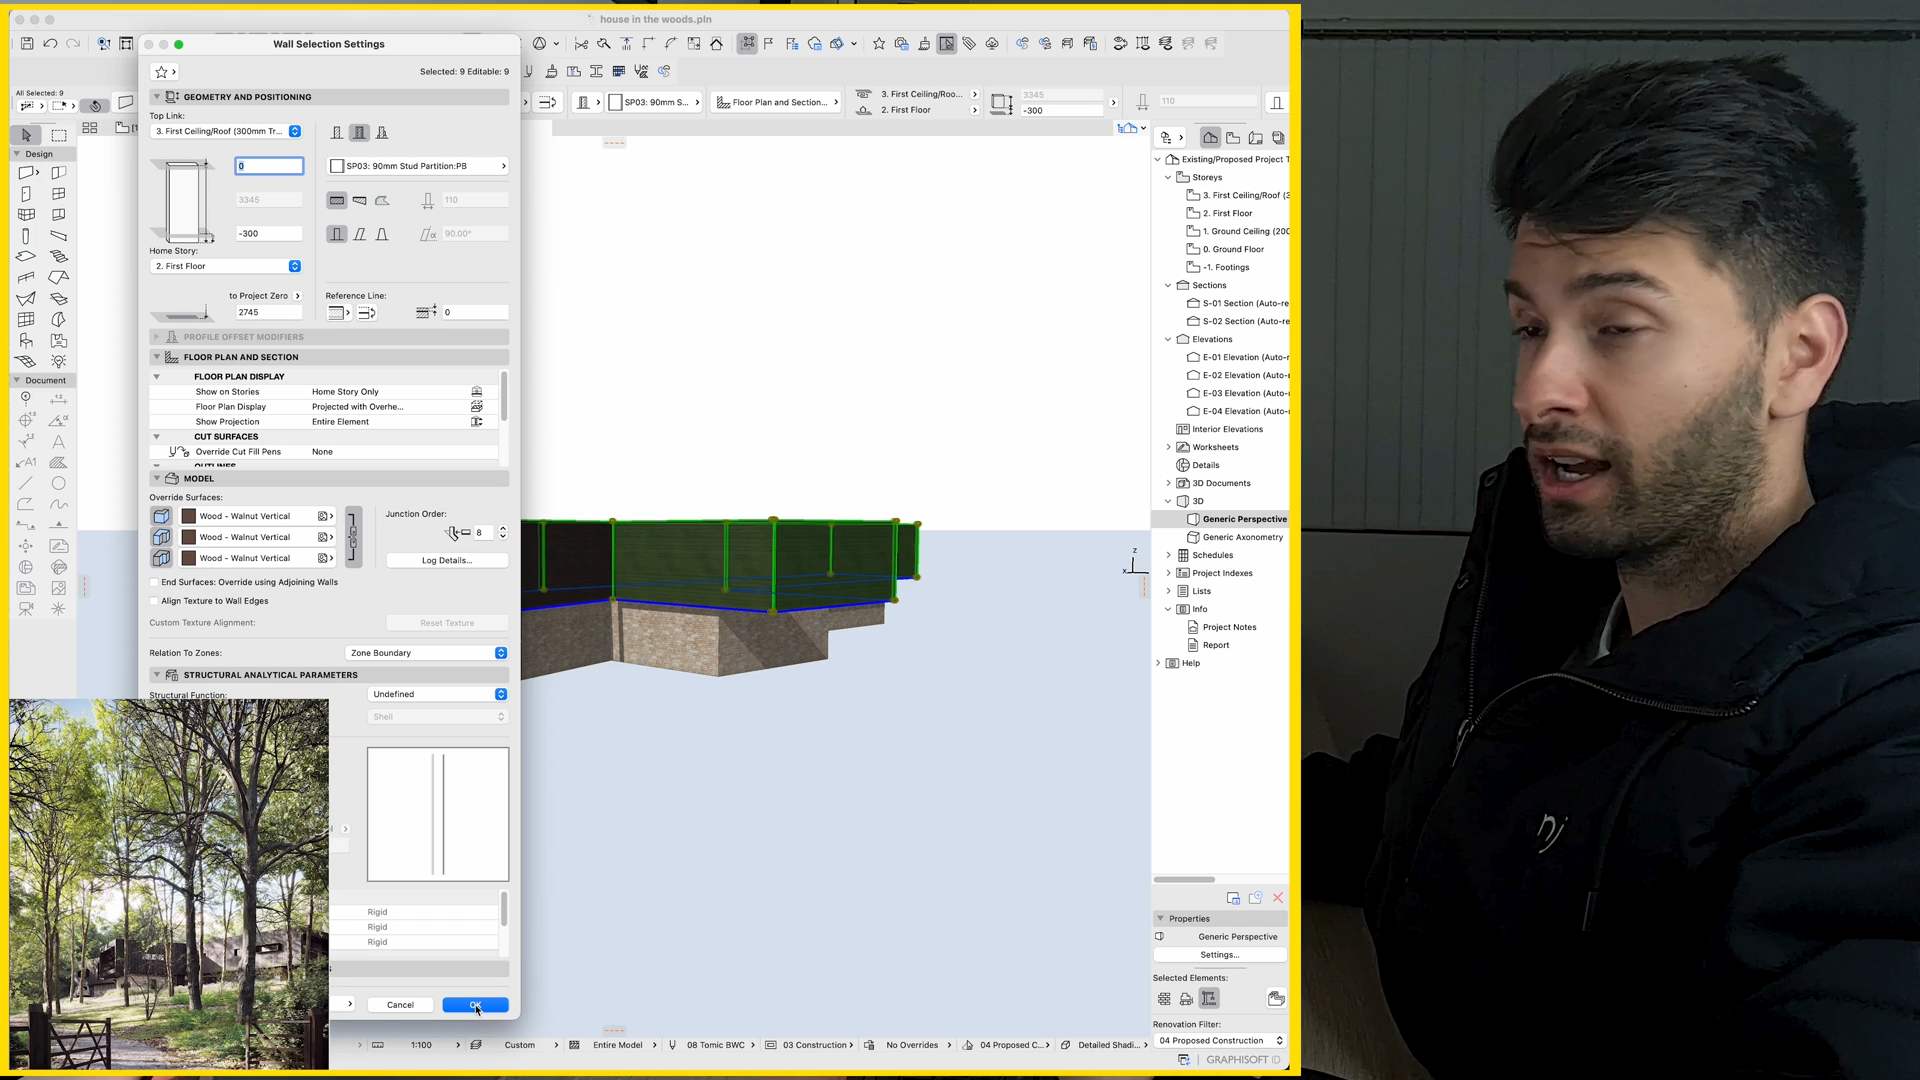 house in the woods.pln
Wall Selection Settings
Selected: 9 Editable: 9
GEOMETRY AND POSITIONING
Top Link:
3. First Ceiling/Roof (300mm Tr...
0
SP03: 90mm Stud Partition:PB
3345
110
-300
90.00°
Home Story:
2. First Floor
to Project Zero
Reference Line:
2745
0
PROFILE OFFSET MODIFIERS
FLOOR PLAN AND SECTION
FLOOR PLAN DISPLAY
Show on Stories Home Story Only
Floor Plan Display Projected with Overhe...
Show Projection Entire Element
CUT SURFACES
Override Cut Fill Pens None
OUTLINES
MODEL
Override Surfaces:
Wood - Walnut Vertical
Wood - Walnut Vertical
Wood - Walnut Vertical
Junction Order:
8
Log Details...
End Surfaces: Override using Adjoining Walls
Align Texture to Wall Edges
Custom Texture Alignment:
Reset Texture
Relation To Zones:
Zone Boundary
STRUCTURAL ANALYTICAL PARAMETERS
Structural Function:
Undefined
Shell
Rigid
Rigid
Rigid
Cancel
OK
All Selected: 9
Design
Document
SP03: 90mm S...
Floor Plan and Section...
3. First Ceiling/Roo...
2. First Floor
3345
-300
110
z
x
Existing/Proposed Project T
Storeys
3. First Ceiling/Roof (3
2. First Floor
1. Ground Ceiling (200
0. Ground Floor
-1. Footings
Sections
S-01 Section (Auto-re
S-02 Section (Auto-re
Elevations
E-01 Elevation (Auto-r
E-02 Elevation (Auto-r
E-03 Elevation (Auto-r
E-04 Elevation (Auto-r
Interior Elevations
Worksheets
Details
3D Documents
3D
Generic Perspective
Generic Axonometry
Schedules
Project Indexes
Lists
Info
Project Notes
Report
Help
Properties
Generic Perspective
Settings...
Selected Elements:
Renovation Filter:
04 Proposed Construction
GRAPHISOFT ID
1:100
Custom
Entire Model
08 Tomic BWC
03 Construction
No Overrides
04 Proposed C...
Detailed Shadi...
nj